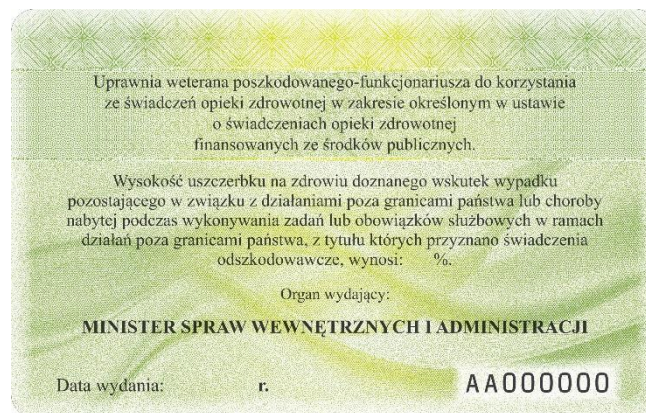 Uprawnia weterana poszkodowanego-funkcjonariusza do korzystania
ze świadczeń opieki zdrowotnej w zakresie określonym w ustawie
o świadczeniach opieki zdrowotnej
finansowanych ze środków publicznych.
Wysokość uszczerbku na zdrowiu doznanego wskutek wypadku
pozostającego w związku z działaniami poza granicami państwa lub choroby
nabytej podczas wykonywania zadań lub obowiązków służbowych w ramach
działań poza granicami państwa, z tytułu których przyznano świadczenia
odszkodowawcze, wynosi: %.
Organ wydający:
MINISTER SPRAW WEWNĘTRZNYCH I ADMINISTRACJI
Data wydania: r. AA000000